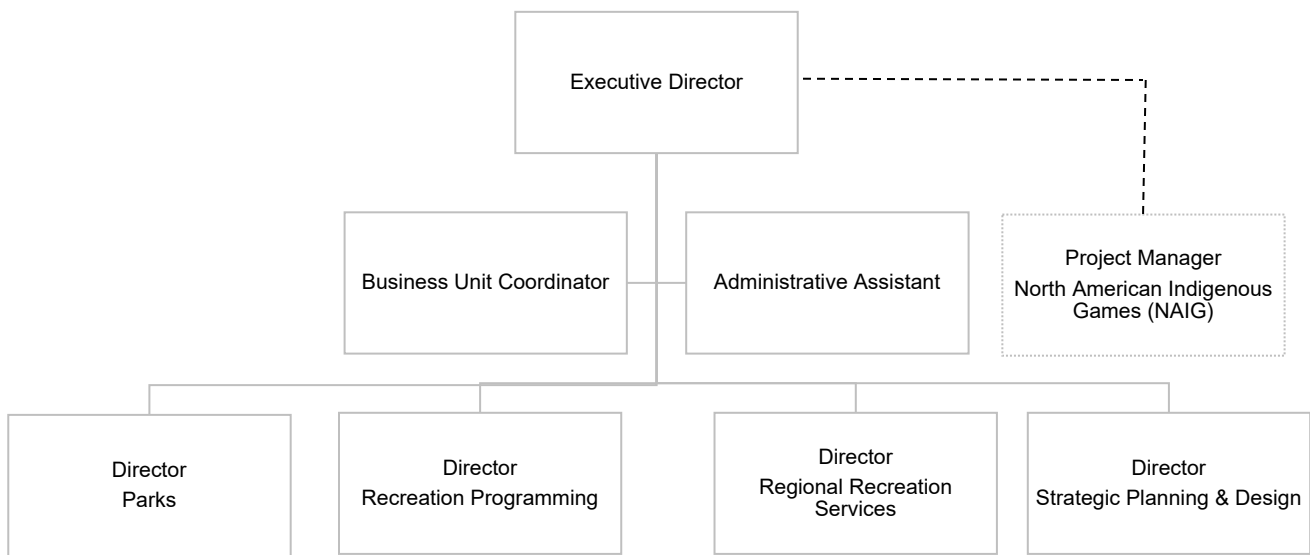 Executive Director
Business Unit Coordinator
Administrative Assistant
Project Manager
North American Indigenous
Games (NAIG)
Director
Parks
Director
Recreation Programming
Director
Regional Recreation
Services
Director
Strategic Planning & Design